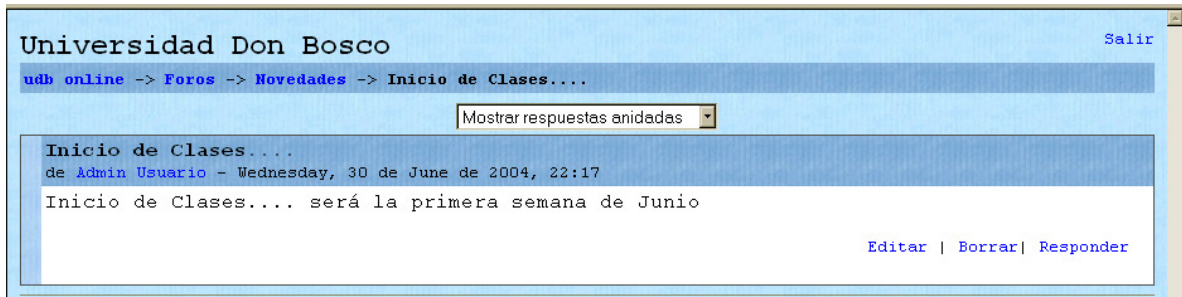 Universidad Don Bosco
Salir
udb online -> Foros -> Novedades -> Inicio de Clases....
Mostrar respuestas anidadas
Inicio de Clases....
de Admin Usuario - Wednesday, 30 de June de 2004, 22:17
Inicio de Clases.... será la primera semana de Junio
Editar | Borrar| Responder